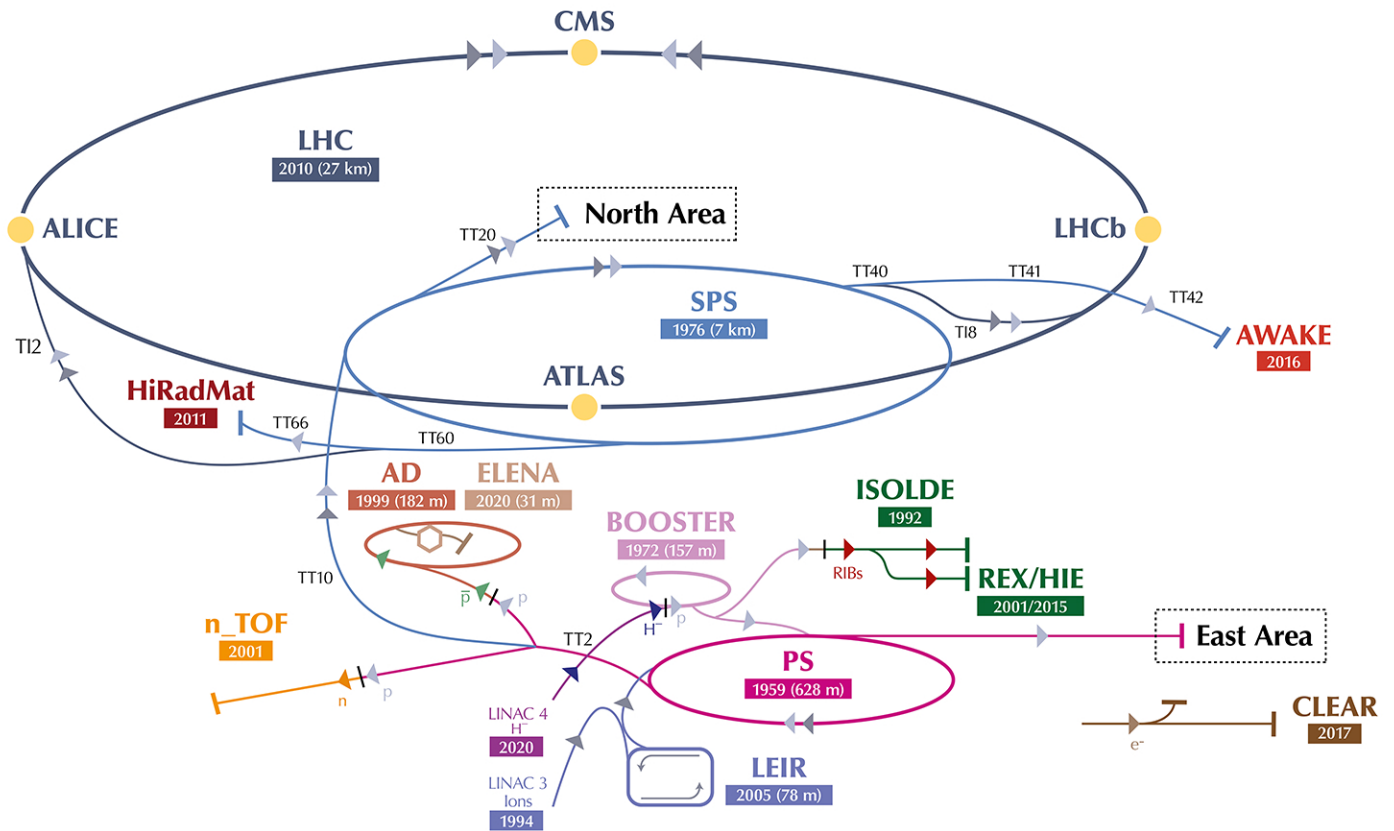 CMS
LHC
2010 (27 km)
North Area
ALICE
LHCb
TT20
TT40
TT41
SPS
1976 (7 km)
TT42
TI8
TI2
AWAKE
2016
ATLAS
HiRadMat
2011
TT66
TT60
AD
1999 (182 m)
ELENA
2020 (31 m)
ISOLDE
1992
BOOSTER
1972 (157 m)
RIBs
REX/HIE
2001/2015
TT10
p̅
p
H⁻
p
n_TOF
2001
TT2
East Area
PS
1959 (628 m)
n
p
LINAC 4
H⁻
2020
CLEAR
2017
e⁻
LEIR
2005 (78 m)
LINAC 3
Ions
1994